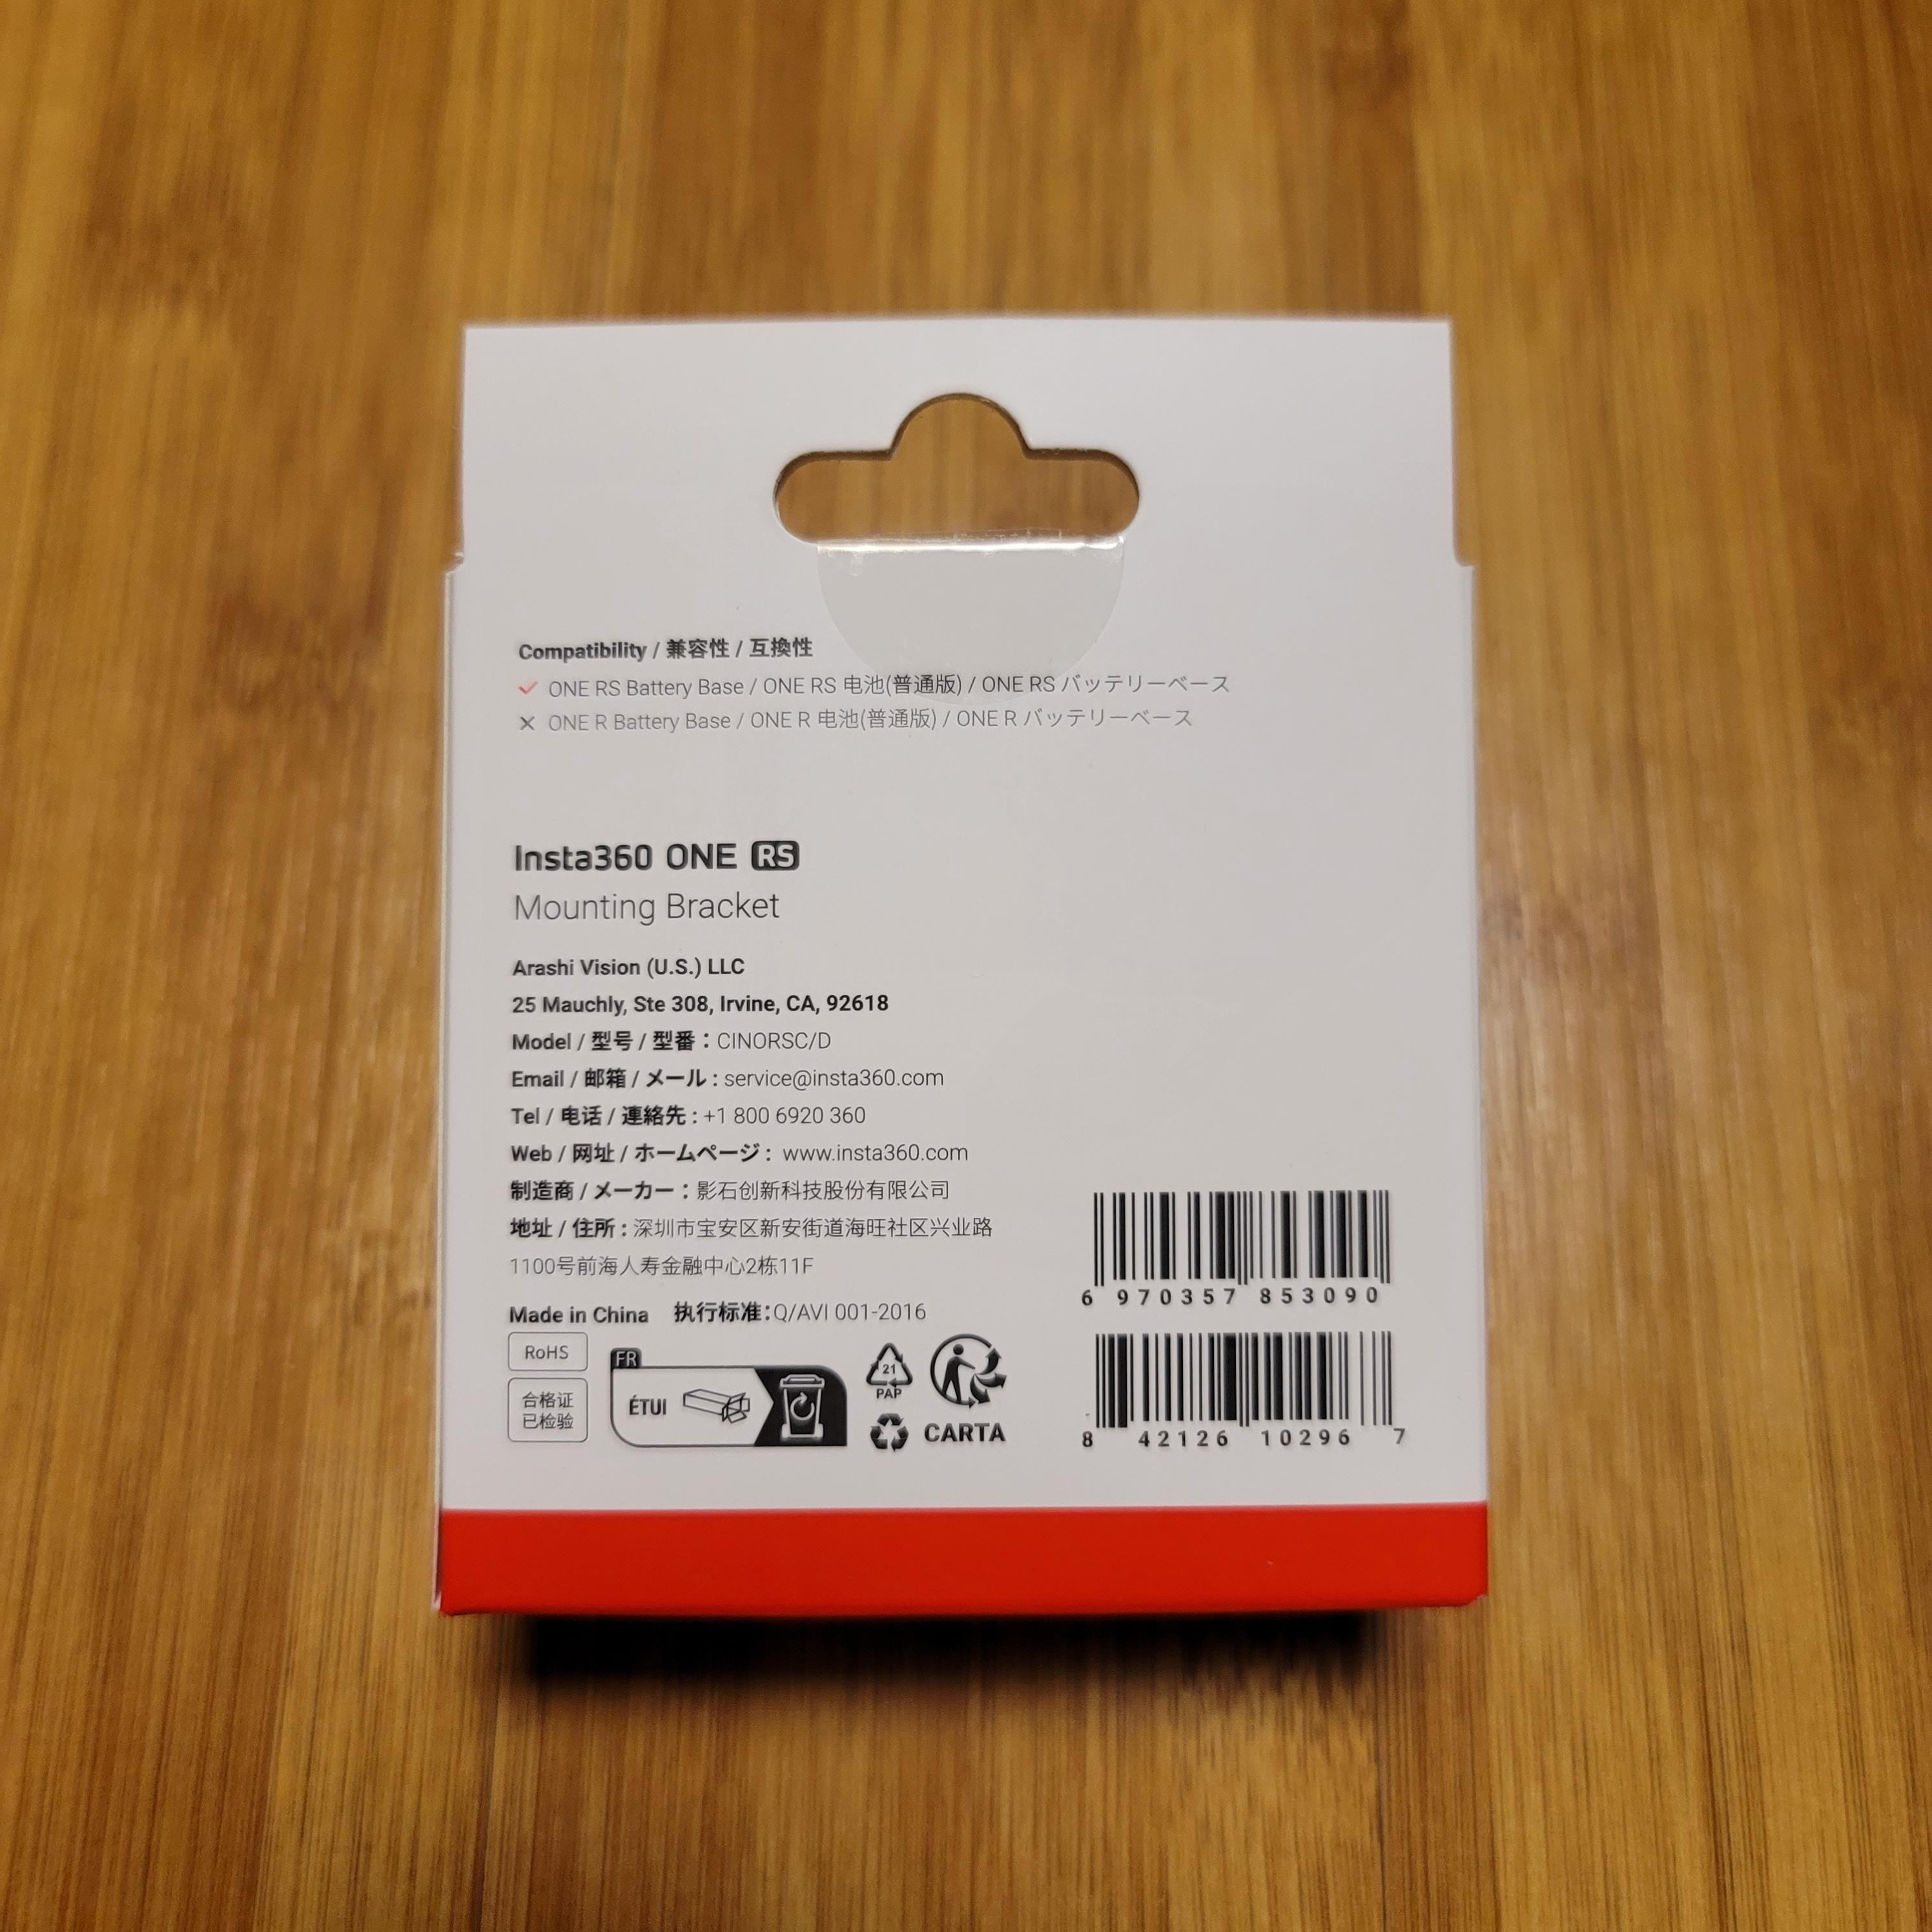 Compatibility / 兼容性 / 互換性
✓ ONE RS Battery Base / ONE RS 电池(普通版) / ONE RS バッテリーベース
✕ ONE R Battery Base / ONE R 电池(普通版) / ONE R バッテリーベース
Insta360 ONE RS
Mounting Bracket
Arashi Vision (U.S.) LLC
25 Mauchly, Ste 308, Irvine, CA, 92618
Model / 型号 / 型番：CINORSC/D
Email / 邮箱 / メール : service@insta360.com
Tel / 电话 / 連絡先 : +1 800 6920 360
Web / 网址 / ホームページ : www.insta360.com
制造商 / メーカー：影石创新科技股份有限公司
地址 / 住所 : 深圳市宝安区新安街道海旺社区兴业路
1100号前海人寿金融中心2栋11F
Made in China 执行标准：Q/AVI 001-2016
RoHS
合格证
已检验
FR
ÉTUI
21
PAP
CARTA
6 970357 853090
8 42126 10296 7